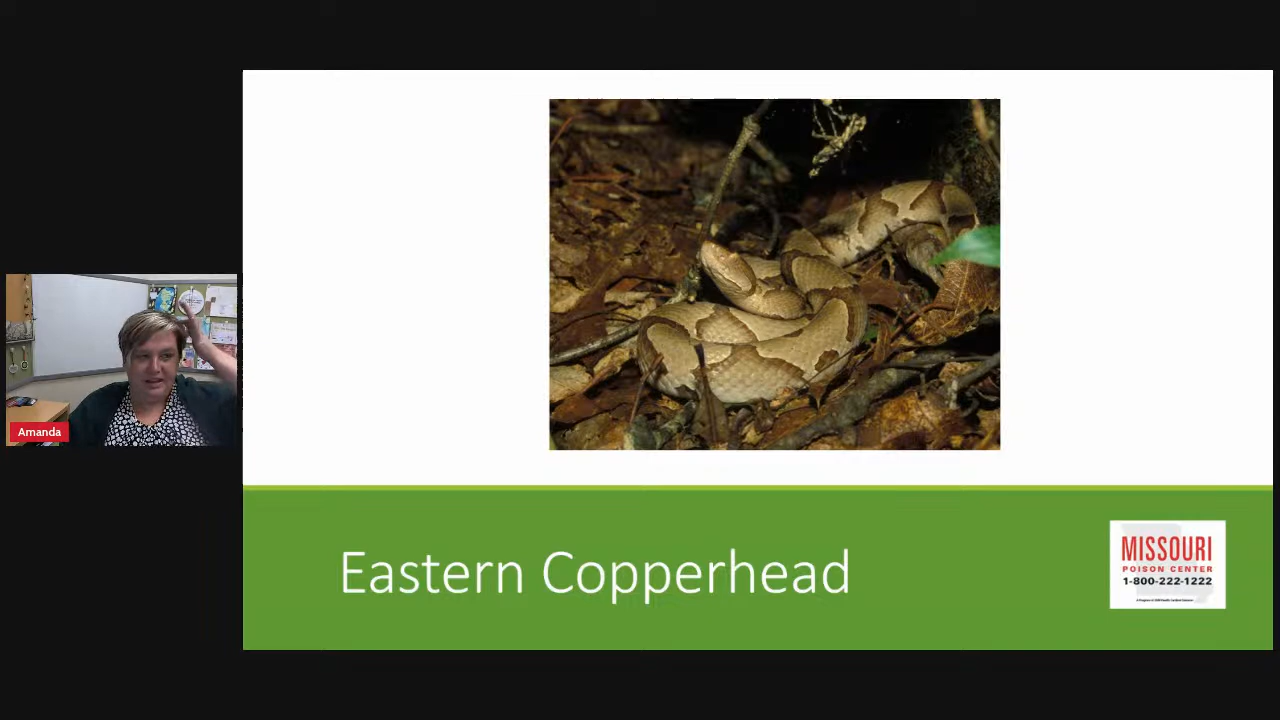 Amanda
Eastern Copperhead
MISSOURI
POISON CENTER
1-800-222-1222